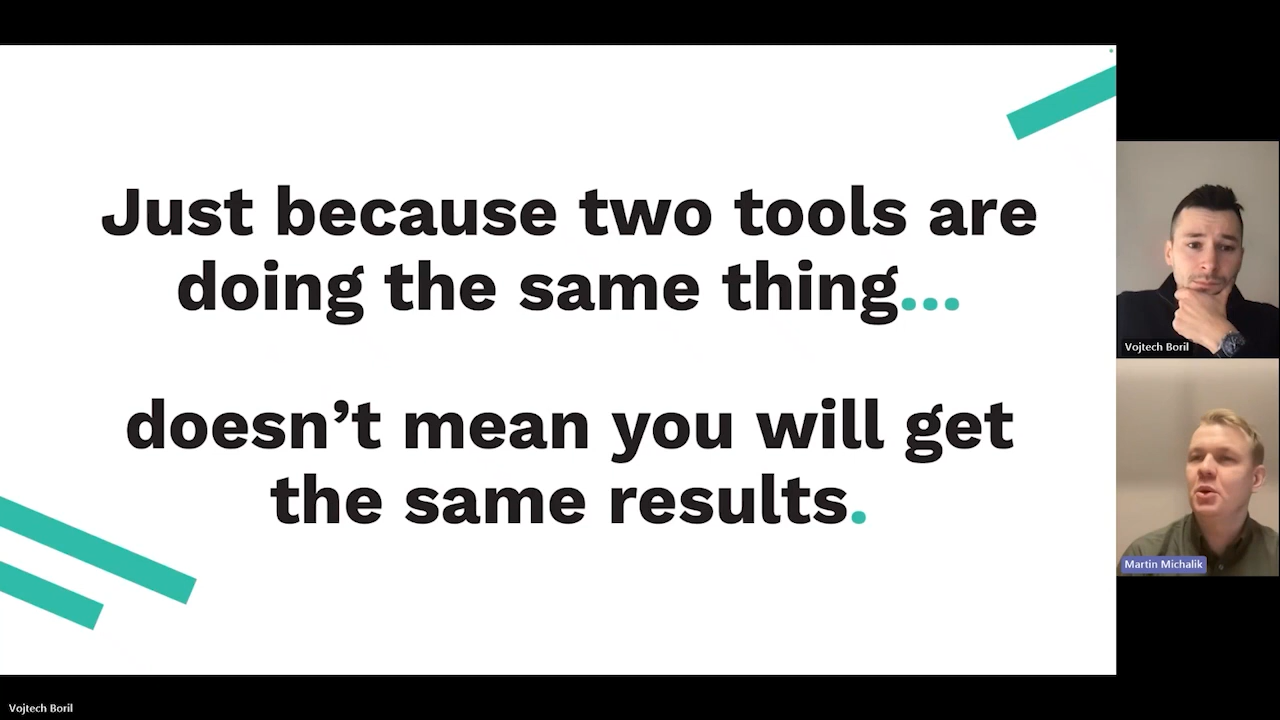 Just because two tools are
doing the same thing...
doesn’t mean you will get
the same results.
Vojtech Boril
Martin Michalik
Vojtech Boril